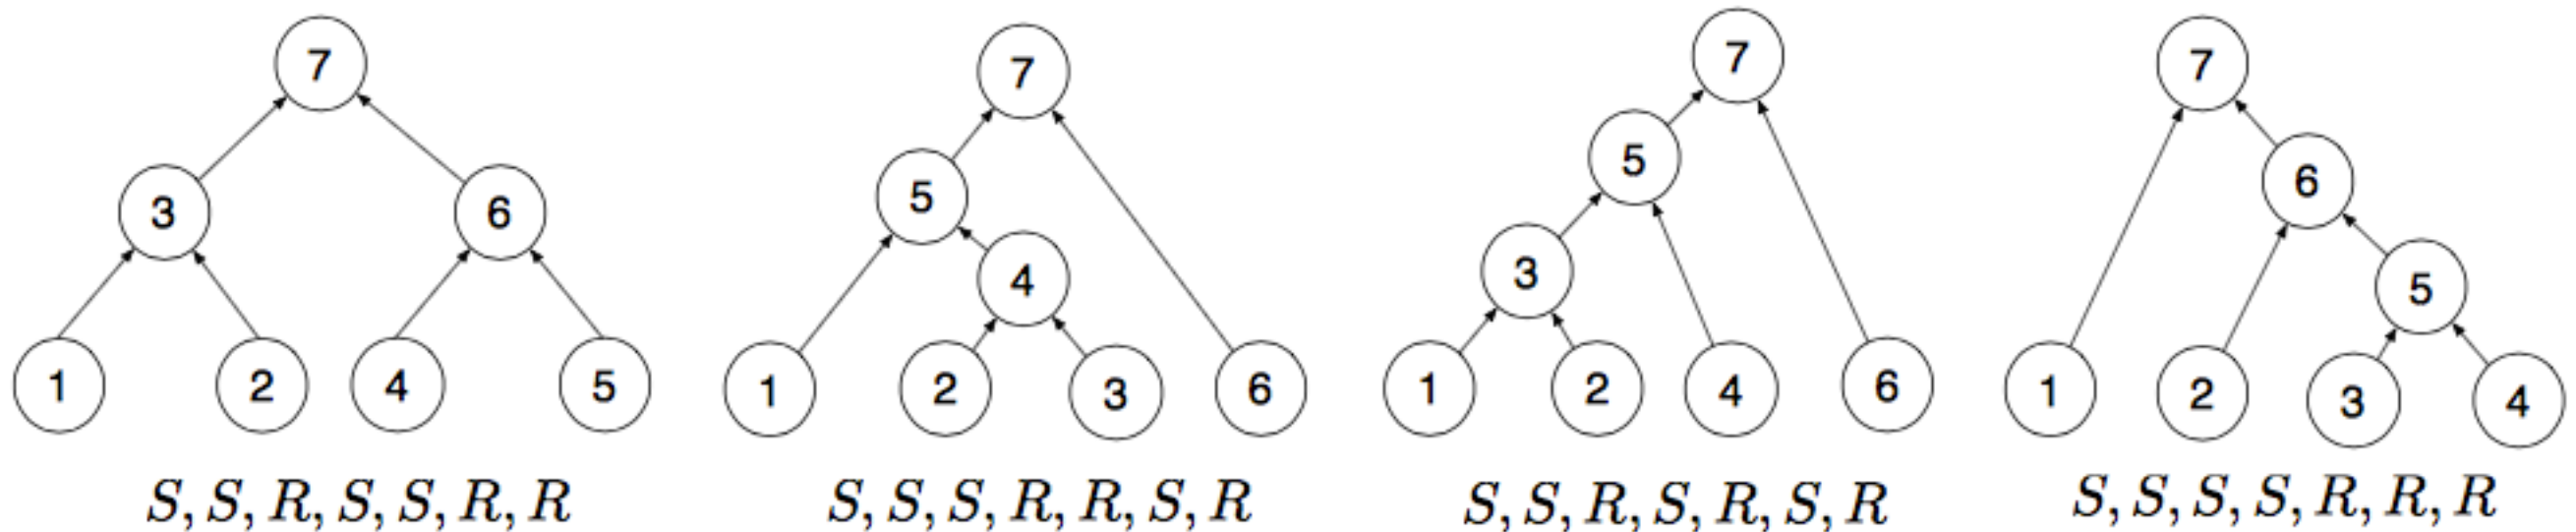 7
3 6
1 2 4 5
S, S, R, S, S, R, R
7
5
4
1 2 3 6
S, S, S, R, R, S, R
7
5
3
1 2 4 6
S, S, R, S, R, S, R
7
6
5
1 2 3 4
S, S, S, S, R, R, R